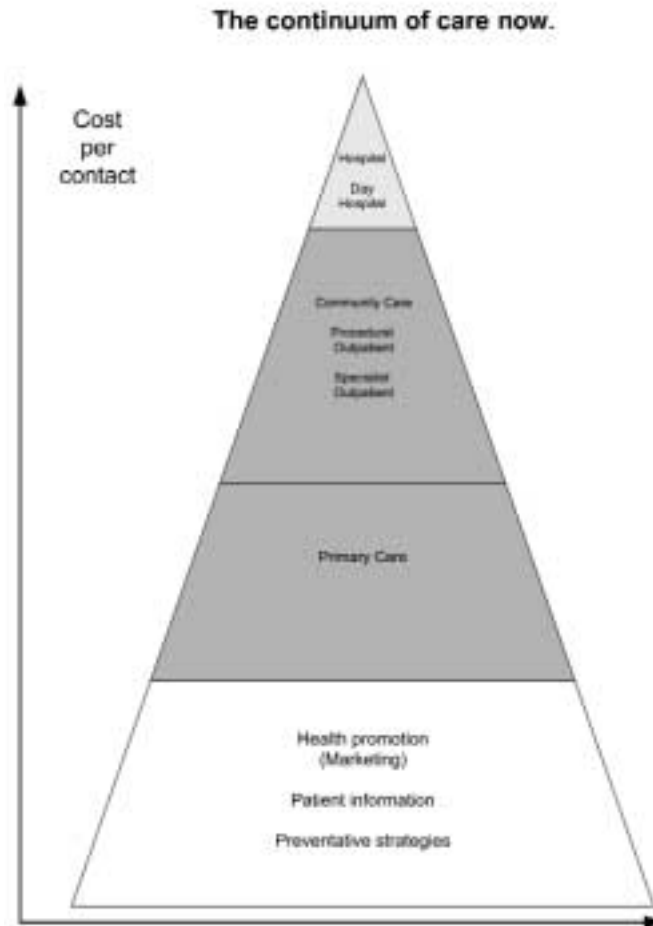 The continuum of care now.
Cost
per
contact
Hospital
Day
Hospital
Community Care
Procedural
Outpatient
Specialist
Outpatient
Primary Care
Health promotion
(Marketing)
Patient information
Preventative strategies